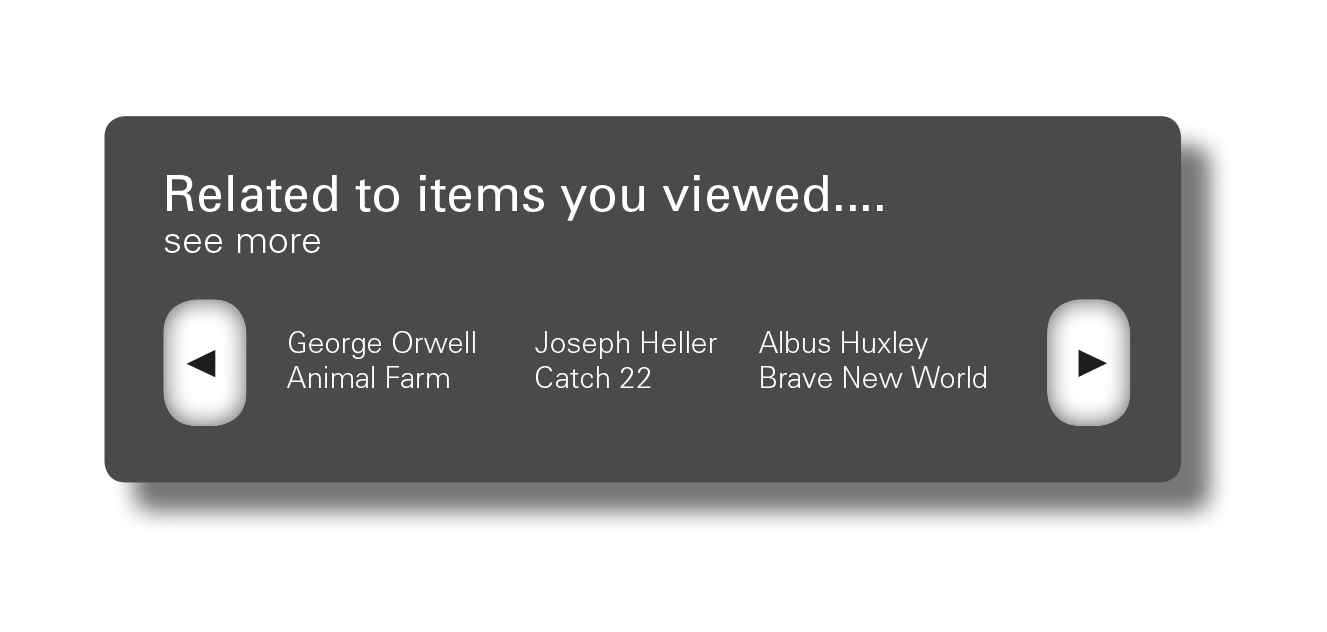 Related to items you viewed....
see more
George Orwell
Animal Farm
Joseph Heller
Catch 22
Albus Huxley
Brave New World